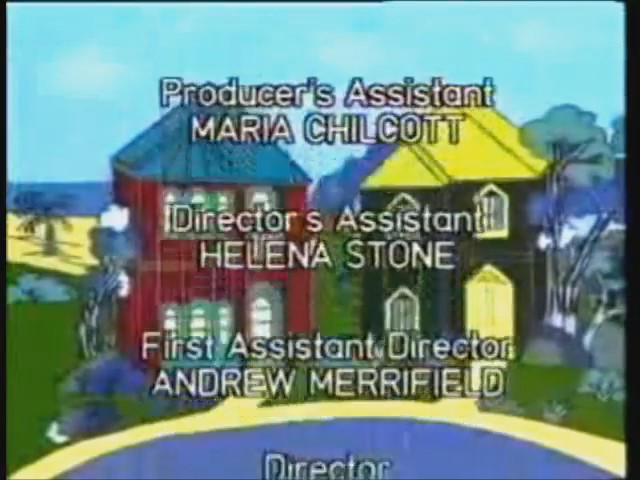 Producer's Assistant
MARIA CHILCOTT
Director's Assistant
HELENA STONE
First Assistant Director
ANDREW MERRIFIELD
Director